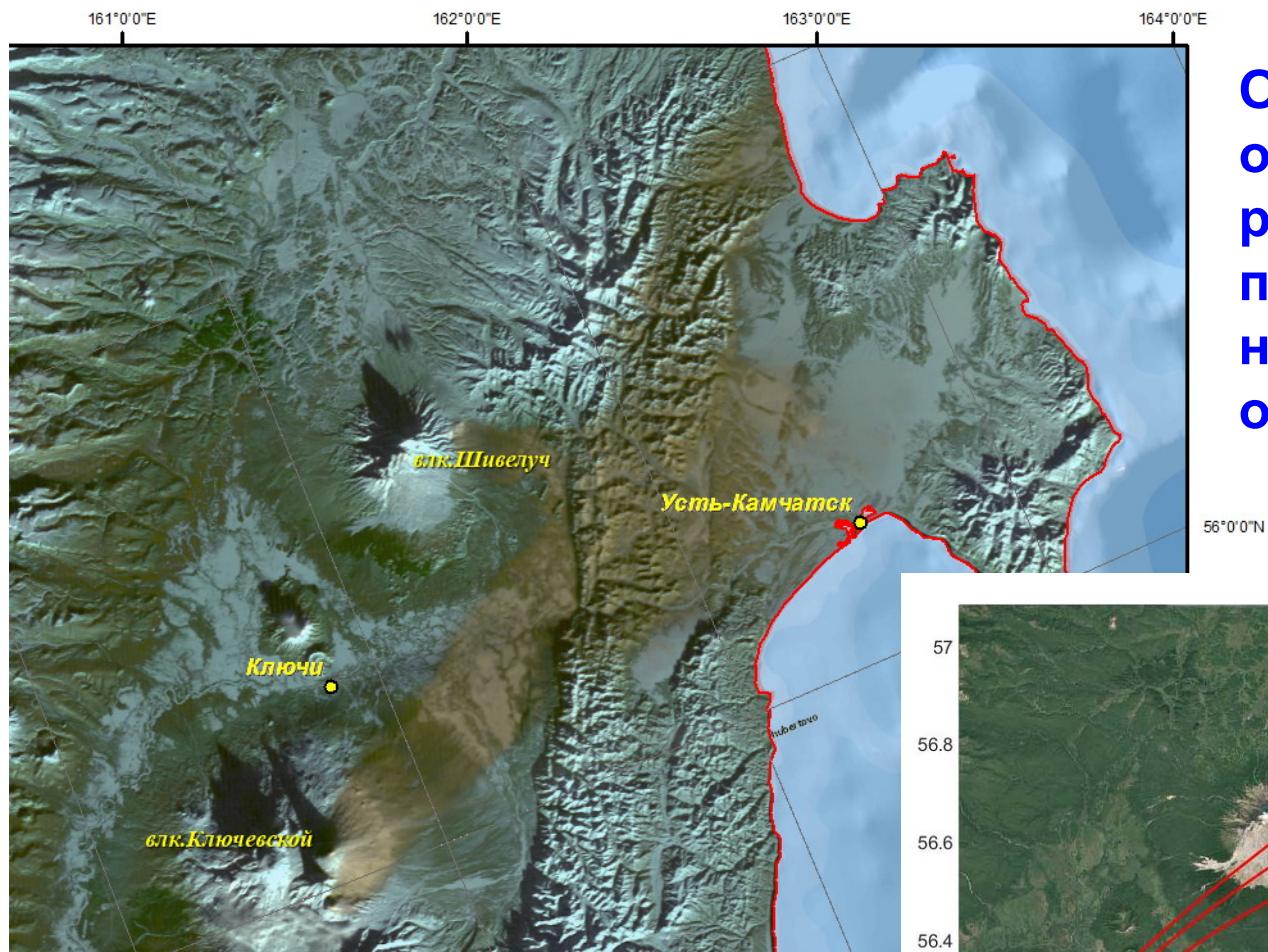 161°0'0"E
162°0'0"E
163°0'0"E
164°0'0"E
С
о
р
п
н
о
влк.Шивелуч
Усть-Камчатск
56°0'0"N
Ключи
57
56.8
56.6
56.4
влк.Ключевской